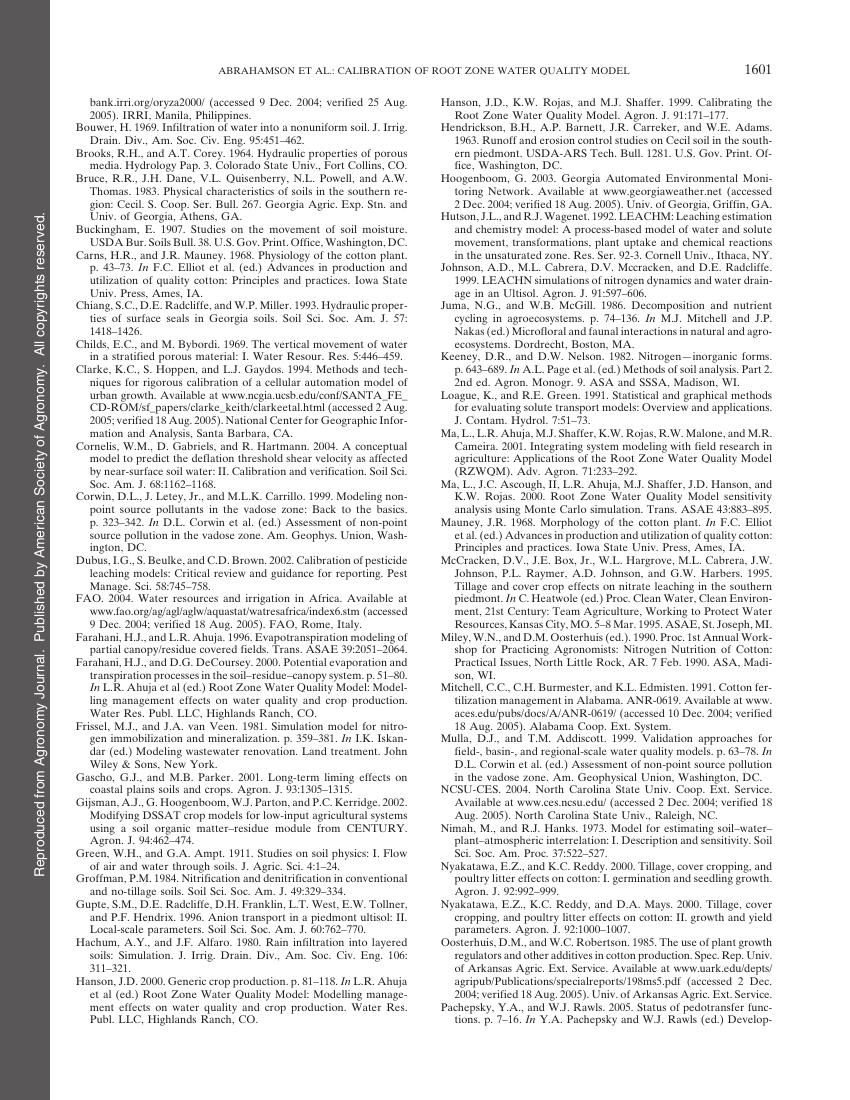 ABRAHAMSON ET AL.: CALIBRATION OF ROOT ZONE WATER QUALITY MODEL
1601
bank.irri.org/oryza2000/ (accessed 9 Dec. 2004; verified 25 Aug.
2005). IRRI, Manila, Philippines.
Bouwer, H. 1969. Infiltration of water into a nonuniform soil. J. Irrig.
Drain. Div., Am. Soc. Civ. Eng. 95:451–462.
Brooks, R.H., and A.T. Corey. 1964. Hydraulic properties of porous
media. Hydrology Pap. 3. Colorado State Univ., Fort Collins, CO.
Bruce, R.R., J.H. Dane, V.L. Quisenberry, N.L. Powell, and A.W.
Thomas. 1983. Physical characteristics of soils in the southern re-
gion: Cecil. S. Coop. Ser. Bull. 267. Georgia Agric. Exp. Stn. and
Univ. of Georgia, Athens, GA.
Buckingham, E. 1907. Studies on the movement of soil moisture.
USDA Bur. Soils Bull. 38. U.S. Gov. Print. Office, Washington, DC.
Carns, H.R., and J.R. Mauney. 1968. Physiology of the cotton plant.
p. 43–73. In F.C. Elliot et al. (ed.) Advances in production and
utilization of quality cotton: Principles and practices. Iowa State
Univ. Press, Ames, IA.
Chiang, S.C., D.E. Radcliffe, and W.P. Miller. 1993. Hydraulic proper-
ties of surface seals in Georgia soils. Soil Sci. Soc. Am. J. 57:
1418–1426.
Childs, E.C., and M. Bybordi. 1969. The vertical movement of water
in a stratified porous material: I. Water Resour. Res. 5:446–459.
Clarke, K.C., S. Hoppen, and L.J. Gaydos. 1994. Methods and tech-
niques for rigorous calibration of a cellular automation model of
urban growth. Available at www.ncgia.ucsb.edu/conf/SANTA_FE_
CD-ROM/sf_papers/clarke_keith/clarkeetal.html (accessed 2 Aug.
2005; verified 18 Aug. 2005). National Center for Geographic Infor-
mation and Analysis, Santa Barbara, CA.
Cornelis, W.M., D. Gabriels, and R. Hartmann. 2004. A conceptual
model to predict the deflation threshold shear velocity as affected
by near-surface soil water: II. Calibration and verification. Soil Sci.
Soc. Am. J. 68:1162–1168.
Corwin, D.L., J. Letey, Jr., and M.L.K. Carrillo. 1999. Modeling non-
point source pollutants in the vadose zone: Back to the basics.
p. 323–342. In D.L. Corwin et al. (ed.) Assessment of non-point
source pollution in the vadose zone. Am. Geophys. Union, Wash-
ington, DC.
Dubus, I.G., S. Beulke, and C.D. Brown. 2002. Calibration of pesticide
leaching models: Critical review and guidance for reporting. Pest
Manage. Sci. 58:745–758.
FAO. 2004. Water resources and irrigation in Africa. Available at
www.fao.org/ag/agl/aglw/aquastat/watresafrica/index6.stm (accessed
9 Dec. 2004; verified 18 Aug. 2005). FAO, Rome, Italy.
Farahani, H.J., and L.R. Ahuja. 1996. Evapotranspiration modeling of
partial canopy/residue covered fields. Trans. ASAE 39:2051–2064.
Farahani, H.J., and D.G. DeCoursey. 2000. Potential evaporation and
transpiration processes in the soil–residue–canopy system. p. 51–80.
In L.R. Ahuja et al (ed.) Root Zone Water Quality Model: Model-
ling management effects on water quality and crop production.
Water Res. Publ. LLC, Highlands Ranch, CO.
Frissel, M.J., and J.A. van Veen. 1981. Simulation model for nitro-
gen immobilization and mineralization. p. 359–381. In I.K. Iskan-
dar (ed.) Modeling wastewater renovation. Land treatment. John
Wiley & Sons, New York.
Gascho, G.J., and M.B. Parker. 2001. Long-term liming effects on
coastal plains soils and crops. Agron. J. 93:1305–1315.
Gijsman, A.J., G. Hoogenboom, W.J. Parton, and P.C. Kerridge. 2002.
Modifying DSSAT crop models for low-input agricultural systems
using a soil organic matter–residue module from CENTURY.
Agron. J. 94:462–474.
Green, W.H., and G.A. Ampt. 1911. Studies on soil physics: I. Flow
of air and water through soils. J. Agric. Sci. 4:1–24.
Groffman, P.M. 1984. Nitrification and denitrification in conventional
and no-tillage soils. Soil Sci. Soc. Am. J. 49:329–334.
Gupte, S.M., D.E. Radcliffe, D.H. Franklin, L.T. West, E.W. Tollner,
and P.F. Hendrix. 1996. Anion transport in a piedmont ultisol: II.
Local-scale parameters. Soil Sci. Soc. Am. J. 60:762–770.
Hachum, A.Y., and J.F. Alfaro. 1980. Rain infiltration into layered
soils: Simulation. J. Irrig. Drain. Div., Am. Soc. Civ. Eng. 106:
311–321.
Hanson, J.D. 2000. Generic crop production. p. 81–118. In L.R. Ahuja
et al (ed.) Root Zone Water Quality Model: Modelling manage-
ment effects on water quality and crop production. Water Res.
Publ. LLC, Highlands Ranch, CO.
Hanson, J.D., K.W. Rojas, and M.J. Shaffer. 1999. Calibrating the
Root Zone Water Quality Model. Agron. J. 91:171–177.
Hendrickson, B.H., A.P. Barnett, J.R. Carreker, and W.E. Adams.
1963. Runoff and erosion control studies on Cecil soil in the south-
ern piedmont. USDA-ARS Tech. Bull. 1281. U.S. Gov. Print. Of-
fice, Washington, DC.
Hoogenboom, G. 2003. Georgia Automated Environmental Moni-
toring Network. Available at www.georgiaweather.net (accessed
2 Dec. 2004; verified 18 Aug. 2005). Univ. of Georgia, Griffin, GA.
Hutson, J.L., and R.J. Wagenet. 1992. LEACHM: Leaching estimation
and chemistry model: A process-based model of water and solute
movement, transformations, plant uptake and chemical reactions
in the unsaturated zone. Res. Ser. 92-3. Cornell Univ., Ithaca, NY.
Johnson, A.D., M.L. Cabrera, D.V. Mccracken, and D.E. Radcliffe.
1999. LEACHN simulations of nitrogen dynamics and water drain-
age in an Ultisol. Agron. J. 91:597–606.
Juma, N.G., and W.B. McGill. 1986. Decomposition and nutrient
cycling in agroecosystems. p. 74–136. In M.J. Mitchell and J.P.
Nakas (ed.) Microfloral and faunal interactions in natural and agro-
ecosystems. Dordrecht, Boston, MA.
Keeney, D.R., and D.W. Nelson. 1982. Nitrogen—inorganic forms.
p. 643–689. In A.L. Page et al. (ed.) Methods of soil analysis. Part 2.
2nd ed. Agron. Monogr. 9. ASA and SSSA, Madison, WI.
Loague, K., and R.E. Green. 1991. Statistical and graphical methods
for evaluating solute transport models: Overview and applications.
J. Contam. Hydrol. 7:51–73.
Ma, L., L.R. Ahuja, M.J. Shaffer, K.W. Rojas, R.W. Malone, and M.R.
Cameira. 2001. Integrating system modeling with field research in
agriculture: Applications of the Root Zone Water Quality Model
(RZWQM). Adv. Agron. 71:233–292.
Ma, L., J.C. Ascough, II, L.R. Ahuja, M.J. Shaffer, J.D. Hanson, and
K.W. Rojas. 2000. Root Zone Water Quality Model sensitivity
analysis using Monte Carlo simulation. Trans. ASAE 43:883–895.
Mauney, J.R. 1968. Morphology of the cotton plant. In F.C. Elliot
et al. (ed.) Advances in production and utilization of quality cotton:
Principles and practices. Iowa State Univ. Press, Ames, IA.
McCracken, D.V., J.E. Box, Jr., W.L. Hargrove, M.L. Cabrera, J.W.
Johnson, P.L. Raymer, A.D. Johnson, and G.W. Harbers. 1995.
Tillage and cover crop effects on nitrate leaching in the southern
piedmont. In C. Heatwole (ed.) Proc. Clean Water, Clean Environ-
ment, 21st Century: Team Agriculture, Working to Protect Water
Resources, Kansas City, MO. 5–8 Mar. 1995. ASAE, St. Joseph, MI.
Miley, W.N., and D.M. Oosterhuis (ed.). 1990. Proc. 1st Annual Work-
shop for Practicing Agronomists: Nitrogen Nutrition of Cotton:
Practical Issues, North Little Rock, AR. 7 Feb. 1990. ASA, Madi-
son, WI.
Mitchell, C.C., C.H. Burmester, and K.L. Edmisten. 1991. Cotton fer-
tilization management in Alabama. ANR-0619. Available at www.
aces.edu/pubs/docs/A/ANR-0619/ (accessed 10 Dec. 2004; verified
18 Aug. 2005). Alabama Coop. Ext. System.
Mulla, D.J., and T.M. Addiscott. 1999. Validation approaches for
field-, basin-, and regional-scale water quality models. p. 63–78. In
D.L. Corwin et al. (ed.) Assessment of non-point source pollution
in the vadose zone. Am. Geophysical Union, Washington, DC.
NCSU-CES. 2004. North Carolina State Univ. Coop. Ext. Service.
Available at www.ces.ncsu.edu/ (accessed 2 Dec. 2004; verified 18
Aug. 2005). North Carolina State Univ., Raleigh, NC.
Nimah, M., and R.J. Hanks. 1973. Model for estimating soil–water–
plant–atmospheric interrelation: I. Description and sensitivity. Soil
Sci. Soc. Am. Proc. 37:522–527.
Nyakatawa, E.Z., and K.C. Reddy. 2000. Tillage, cover cropping, and
poultry litter effects on cotton: I. germination and seedling growth.
Agron. J. 92:992–999.
Nyakatawa, E.Z., K.C. Reddy, and D.A. Mays. 2000. Tillage, cover
cropping, and poultry litter effects on cotton: II. growth and yield
parameters. Agron. J. 92:1000–1007.
Oosterhuis, D.M., and W.C. Robertson. 1985. The use of plant growth
regulators and other additives in cotton production. Spec. Rep. Univ.
of Arkansas Agric. Ext. Service. Available at www.uark.edu/depts/
agripub/Publications/specialreports/198ms5.pdf (accessed 2 Dec.
2004; verified 18 Aug. 2005). Univ. of Arkansas Agric. Ext. Service.
Pachepsky, Y.A., and W.J. Rawls. 2005. Status of pedotransfer func-
tions. p. 7–16. In Y.A. Pachepsky and W.J. Rawls (ed.) Develop-
Reproduced from Agronomy Journal. Published by American Society of Agronomy. All copyrights reserved.